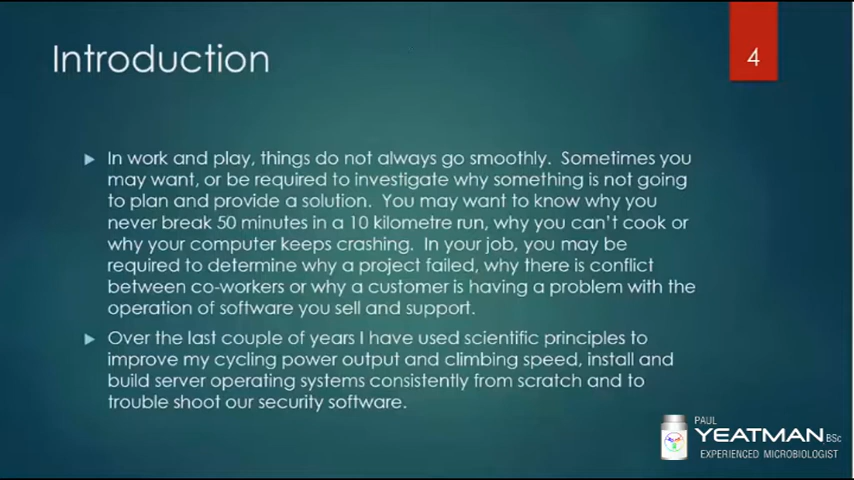 Introduction
4
In work and play, things do not always go smoothly. Sometimes you
may want, or be required to investigate why something is not going
to plan and provide a solution. You may want to know why you
never break 50 minutes in a 10 kilometre run, why you can't cook or
why your computer keeps crashing. In your job, you may be
required to determine why a project failed, why there is conflict
between co-workers or why a customer is having a problem with the
operation of software you sell and support.
Over the last couple of years I have used scientific principles to
improve my cycling power output and climbing speed, install and
build server operating systems consistently from scratch and to
trouble shoot our security software.
PAUL
YEATMAN BSc
EXPERIENCED MICROBIOLOGIST